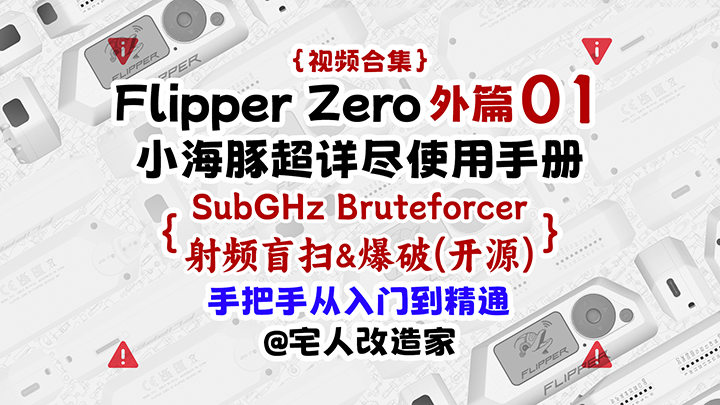 {视频合集}
Flipper Zero 外篇01
小海豚超详尽使用手册
{SubGHz Bruteforcer
射频盲扫&爆破(开源)}
手把手从入门到精通
@宅人改造家
FLIPPER
FLIPPER